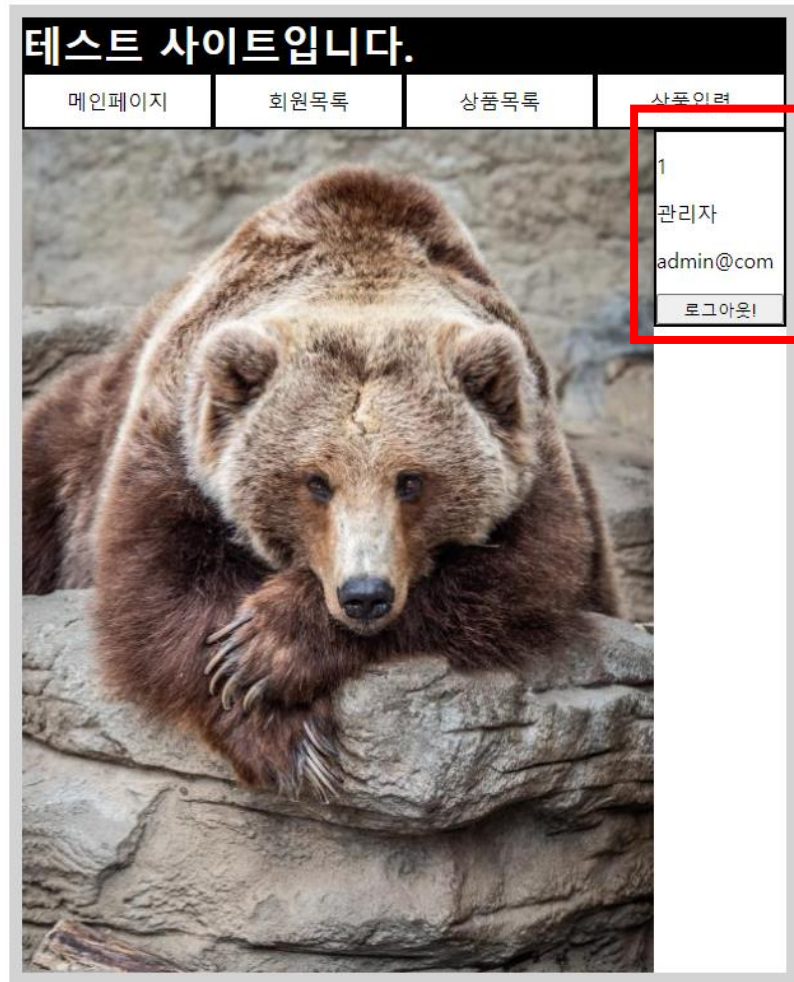 테스트 사이트입니다.
메인페이지 회원목록 상품목록 상품입력
1
관리자
admin@com
로그아웃!